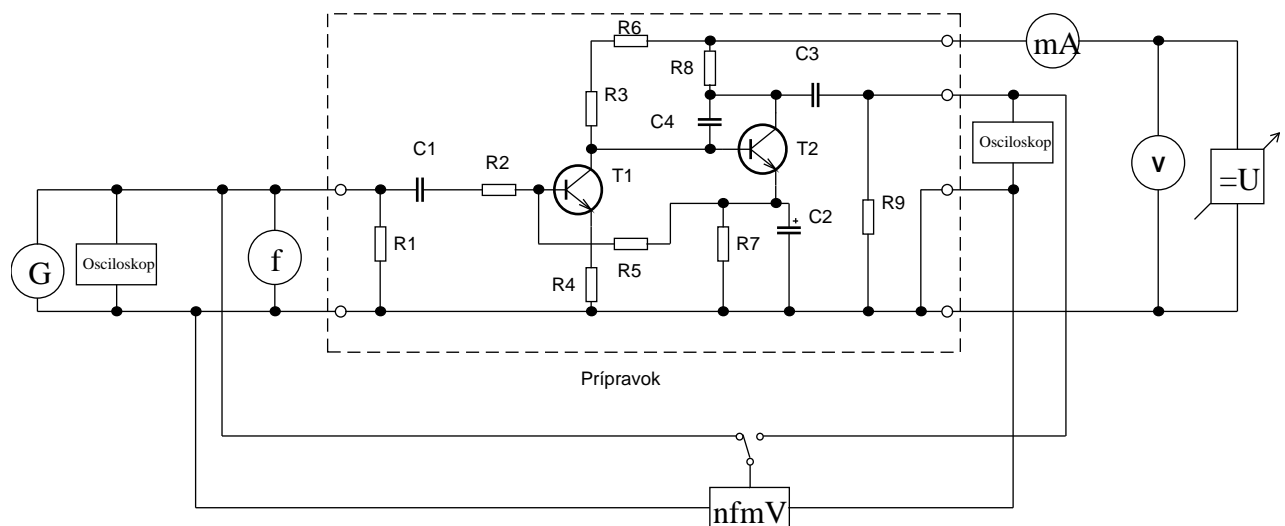 R6
mA
C3
R8
R3
C4
T2
Osciloskop
V
=U
C1
R2
T1
R9
C2
R1
R7
G
Osciloskop
f
R5
R4
Prípravok
nfmV